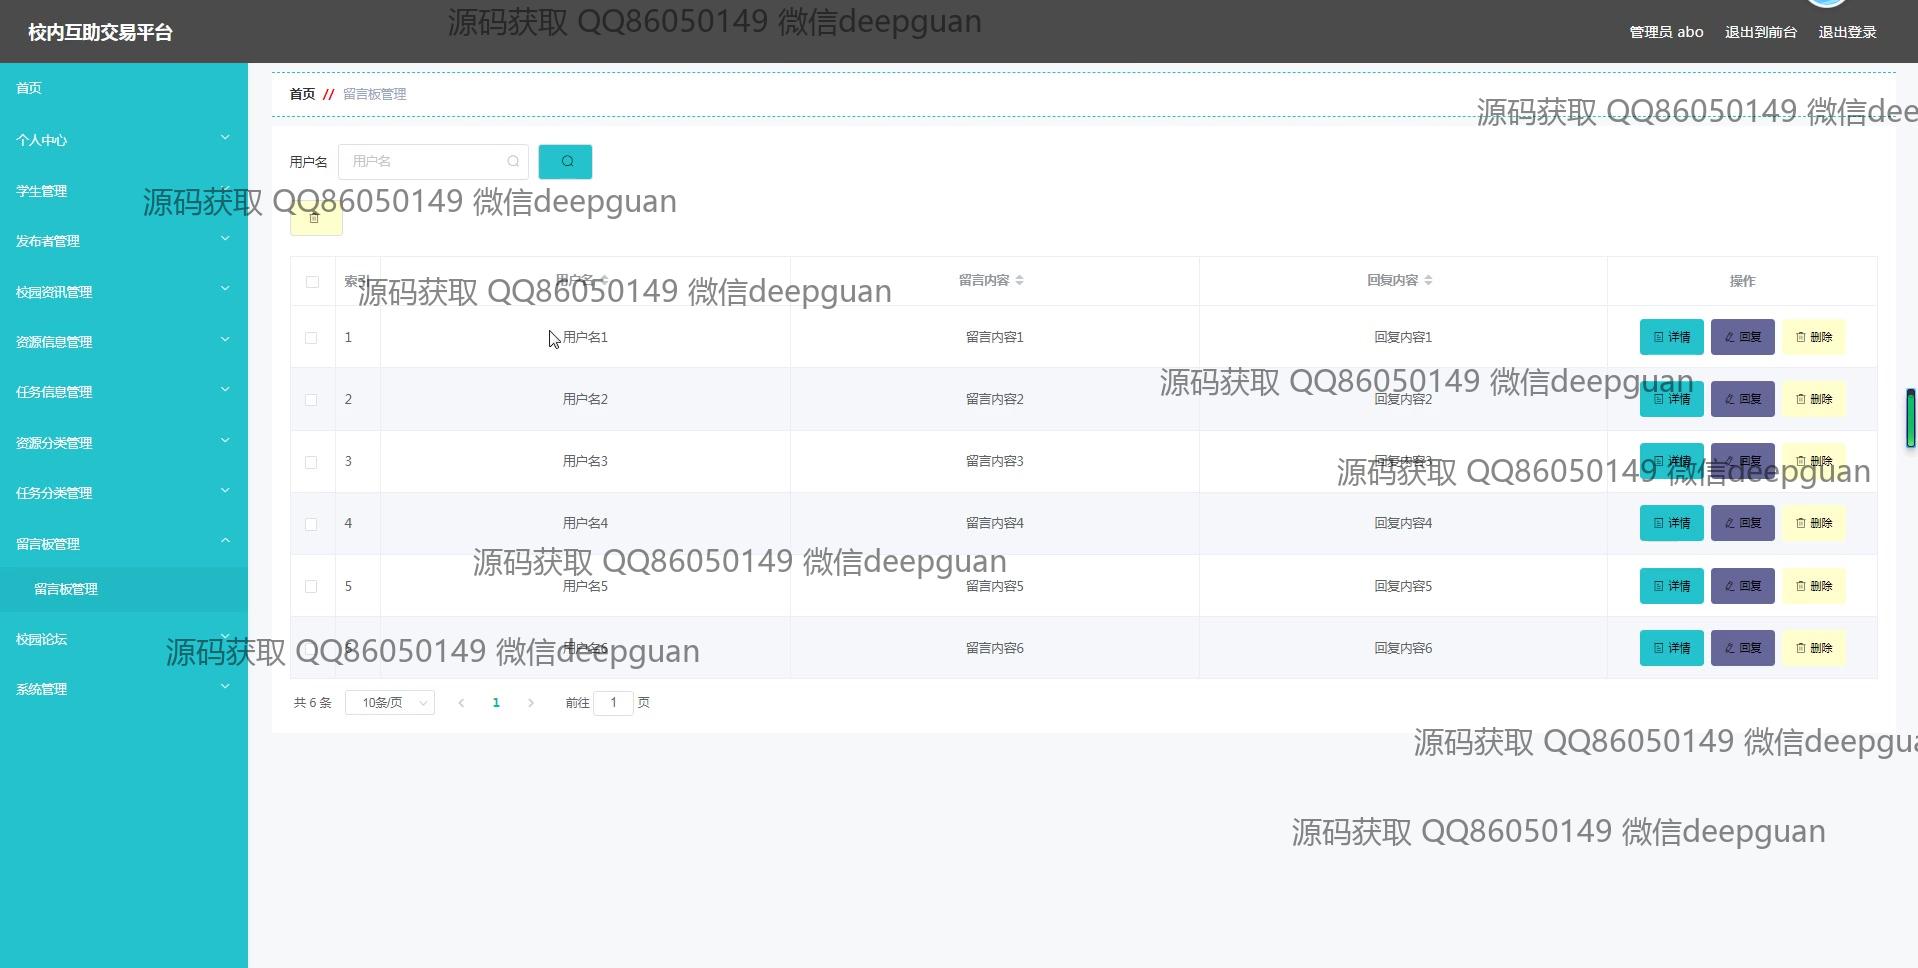 校内互助交易平台
源码获取 QQ86050149 微信deepguan
管理员 abo 退出到前台 退出登录
首页
个人中心
学生管理
发布者管理
校园资讯管理
资源信息管理
任务信息管理
资源分类管理
任务分类管理
留言板管理
留言板管理
校园论坛
系统管理
首页 // 留言板管理
源码获取 QQ86050149 微信dee
用户名 用户名
源码获取 QQ86050149 微信deepguan
索引 用户名 留言内容 回复内容 操作
源码获取 QQ86050149 微信deepguan
1 用户名1 留言内容1 回复内容1 详情 回复 删除
源码获取 QQ86050149 微信deepguan
2 用户名2 留言内容2 回复内容2 详情 回复 删除
3 用户名3 留言内容3 回复内容3 详情 回复 删除
源码获取 QQ86050149 微信deepguan
4 用户名4 留言内容4 回复内容4 详情 回复 删除
源码获取 QQ86050149 微信deepguan
5 用户名5 留言内容5 回复内容5 详情 回复 删除
6 用户名6 留言内容6 回复内容6 详情 回复 删除
源码获取 QQ86050149 微信deepguan
共 6 条 10条/页 1 前往 1 页
源码获取 QQ86050149 微信deepgua
源码获取 QQ86050149 微信deepguan